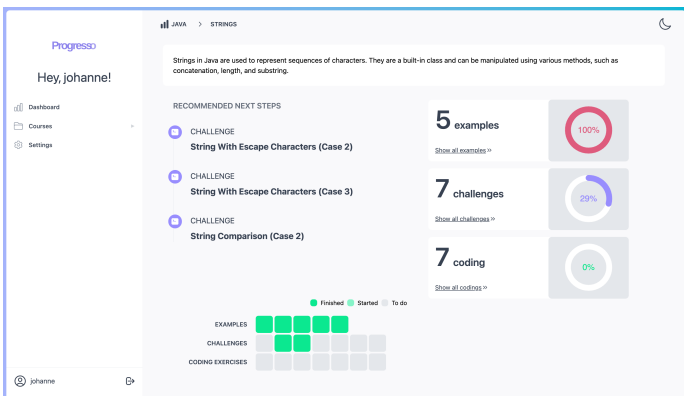 Progresso
Hey, johanne!
Dashboard
Courses
Settings
johanne
JAVA > STRINGS
Strings in Java are used to represent sequences of characters. They are a built-in class and can be manipulated using various methods, such as
concatenation, length, and substring.
RECOMMENDED NEXT STEPS
CHALLENGE
String With Escape Characters (Case 2)
CHALLENGE
String With Escape Characters (Case 3)
CHALLENGE
String Comparison (Case 2)
5 examples
Show all examples »
100%
7 challenges
Show all challenges »
29%
7 coding
Show all codings »
0%
Finished Started To do
EXAMPLES
CHALLENGES
CODING EXERCISES